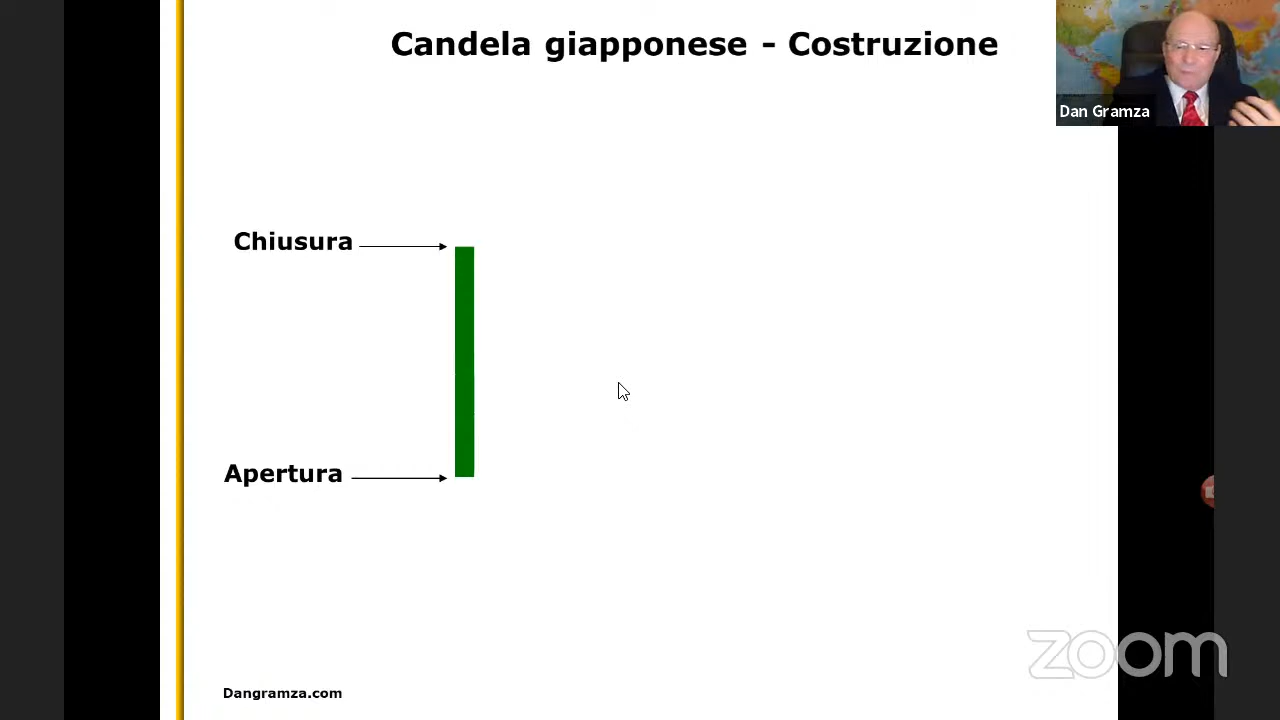 Candela giapponese - Costruzione
Dan Gramza
Chiusura
Apertura
zoom
Dangramza.com